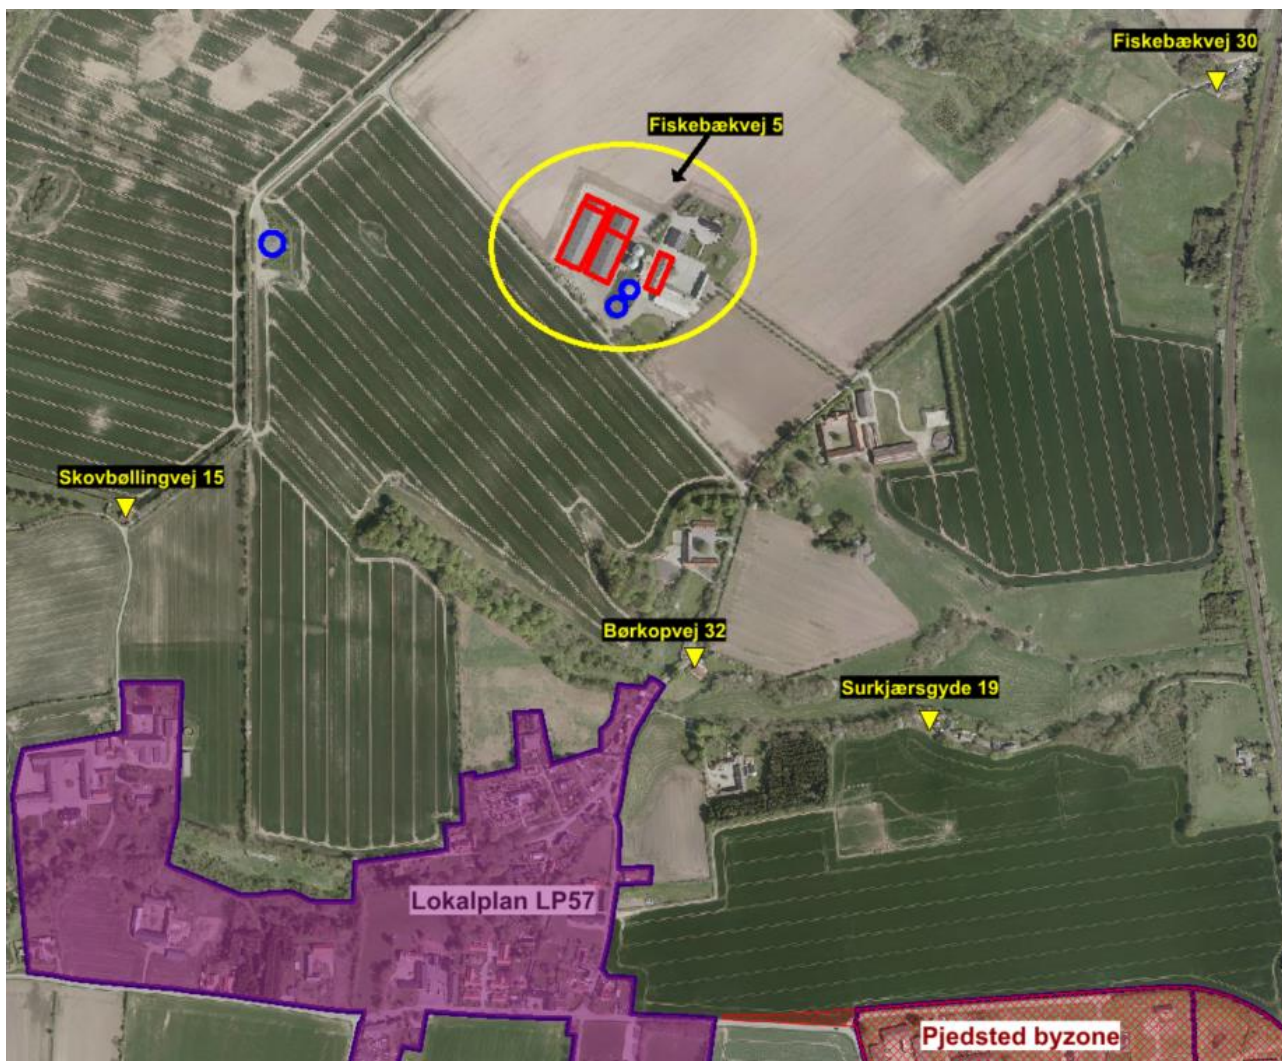 Fiskebækvej 30
Fiskebækvej 5
Skovbøllingvej 15
Børkopvej 32
Surkjærsgyde 19
Lokalplan LP57
Pjedsted byzone